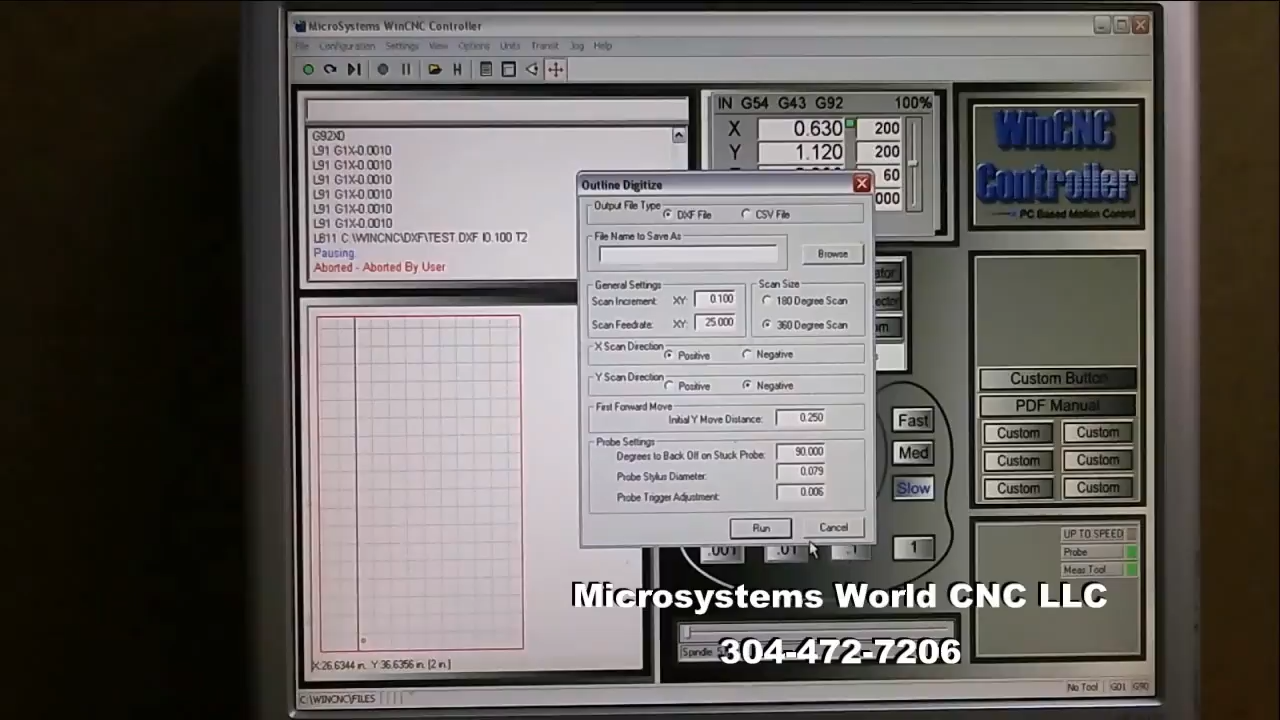 MicroSystems WinCNC Controller
File Configuration Settings View Options Units Transit Jog Help
G92X0
L91 G1X-0.0010
L91 G1X-0.0010
L91 G1X-0.0010
L91 G1X-0.0010
L91 G1X-0.0010
L91 G1X-0.0010
L811 C:\WINCNC\DXF\TEST.DXF I0.100 T2
Pausing.
Aborted - Aborted By User
IN G54 G43 G92 100%
X 0.630 200
Y 1.120 200
60
000
WinCNC
Controller
PC Based Motion Control
Outline Digitize
Output File Type
DXF File CSV File
File Name to Save As
Browse
General Settings
Scan Increment: XY: 0.100
Scan Feedrate: XY: 25.000
Scan Size
180 Degree Scan
360 Degree Scan
X Scan Direction
Positive Negative
Y Scan Direction
Positive Negative
First Forward Move
Initial Y Move Distance: 0.250
Probe Settings
Degrees to Back Off on Stuck Probe: 90.000
Probe Stylus Diameter: 0.079
Probe Trigger Adjustment: 0.006
Run Cancel
Fast
Med
Slow
.001 .01 .1 1
Custom Button
PDF Manual
Custom Custom
Custom Custom
Custom Custom
UP TO SPEED
Probe
Meas Tool
Microsystems World CNC LLC
304-472-7206
Spindle
X:26.6344 in. Y:36.6356 in. [2 in.]
C:\WINCNC\FILES
No Tool G01 G90